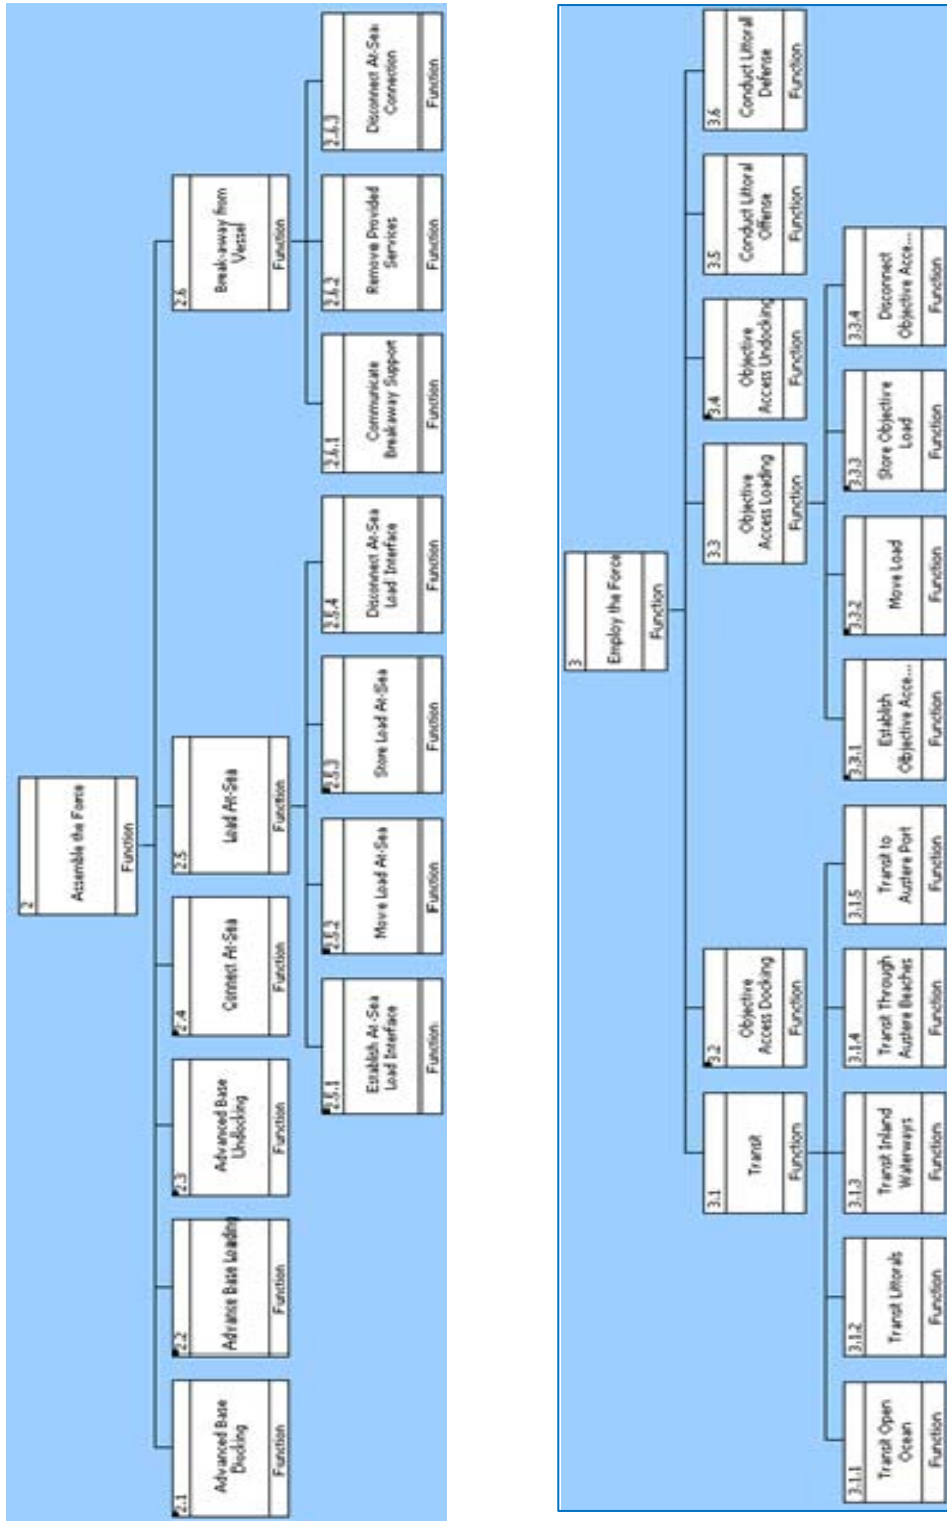 2
Assemble the Force
Function
2.1
Advanced Base
Docking
Function
2.2
Advance Base Loading
Function
2.3
Advanced Base
Undocking
Function
2.4
Connect At-Sea
Function
2.5
Load At-Sea
Function
2.6
Break-away from
Vessel
Function
2.5.1
Establish At-Sea
Load Interface
Function
2.5.2
Move Load At-Sea
Function
2.5.3
Store Load At-Sea
Function
2.5.4
Disconnect At-Sea
Load Interface
Function
2.6.1
Communicate
Breakaway Support
Function
2.6.2
Remove Provided
Services
Function
2.6.3
Disconnect At-Sea
Connection
Function
3
Employ the Force
Function
3.1
Transit
Function
3.2
Objective
Access Docking
Function
3.3
Objective
Access Loading
Function
3.4
Objective
Access Undocking
Function
3.5
Conduct Littoral
Offense
Function
3.6
Conduct Littoral
Defense
Function
3.1.1
Transit Open
Ocean
Function
3.1.2
Transit Littorals
Function
3.1.3
Transit Inland
Waterways
Function
3.1.4
Transit Through
Austere Beaches
Function
3.1.5
Transit to
Austere Port
Function
3.3.1
Establish
Objective Acce...
Function
3.3.2
Move Load
Function
3.3.3
Store Objective
Load
Function
3.3.4
Disconnect
Objective Acce...
Function